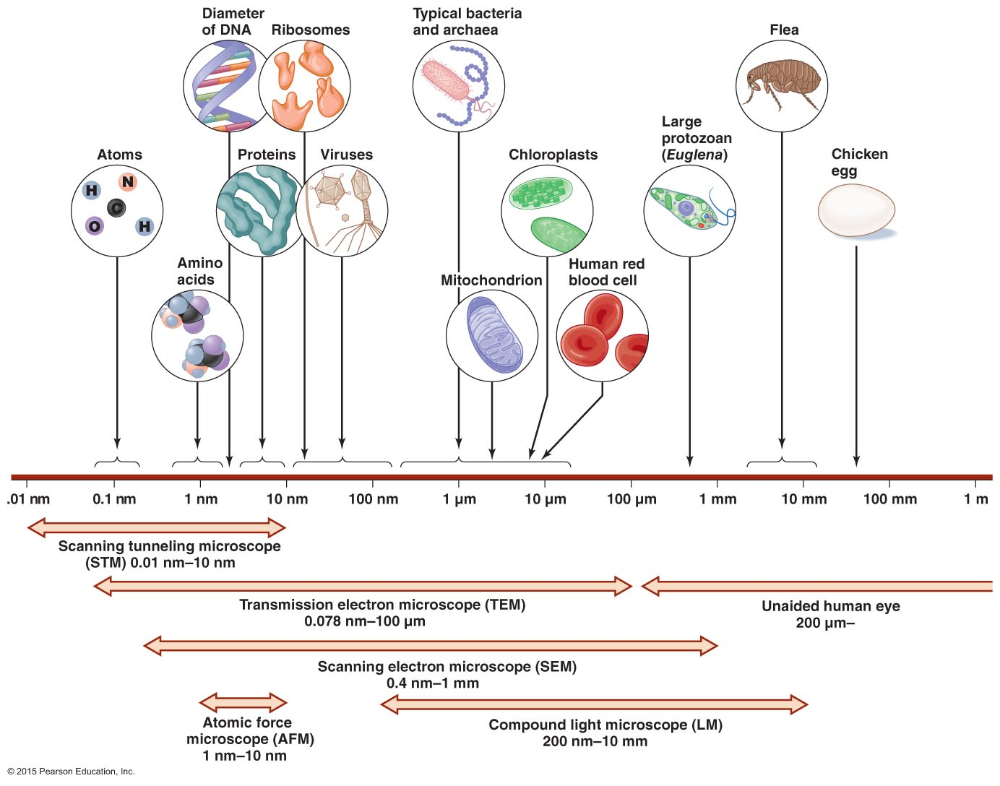 Diameter
of DNA
Ribosomes
Typical bacteria
and archaea
Flea
Large
protozoan
(Euglena)
Atoms
Proteins
Viruses
Chloroplasts
Chicken
egg
H
N
C
O
H
Amino
acids
Mitochondrion
Human red
blood cell
.01 nm
0.1 nm
1 nm
10 nm
100 nm
1 µm
10 µm
100 µm
1 mm
10 mm
100 mm
1 m
Scanning tunneling microscope
(STM) 0.01 nm–10 nm
Transmission electron microscope (TEM)
0.078 nm–100 µm
Unaided human eye
200 µm–
Scanning electron microscope (SEM)
0.4 nm–1 mm
Atomic force
microscope (AFM)
1 nm–10 nm
Compound light microscope (LM)
200 nm–10 mm
© 2015 Pearson Education, Inc.